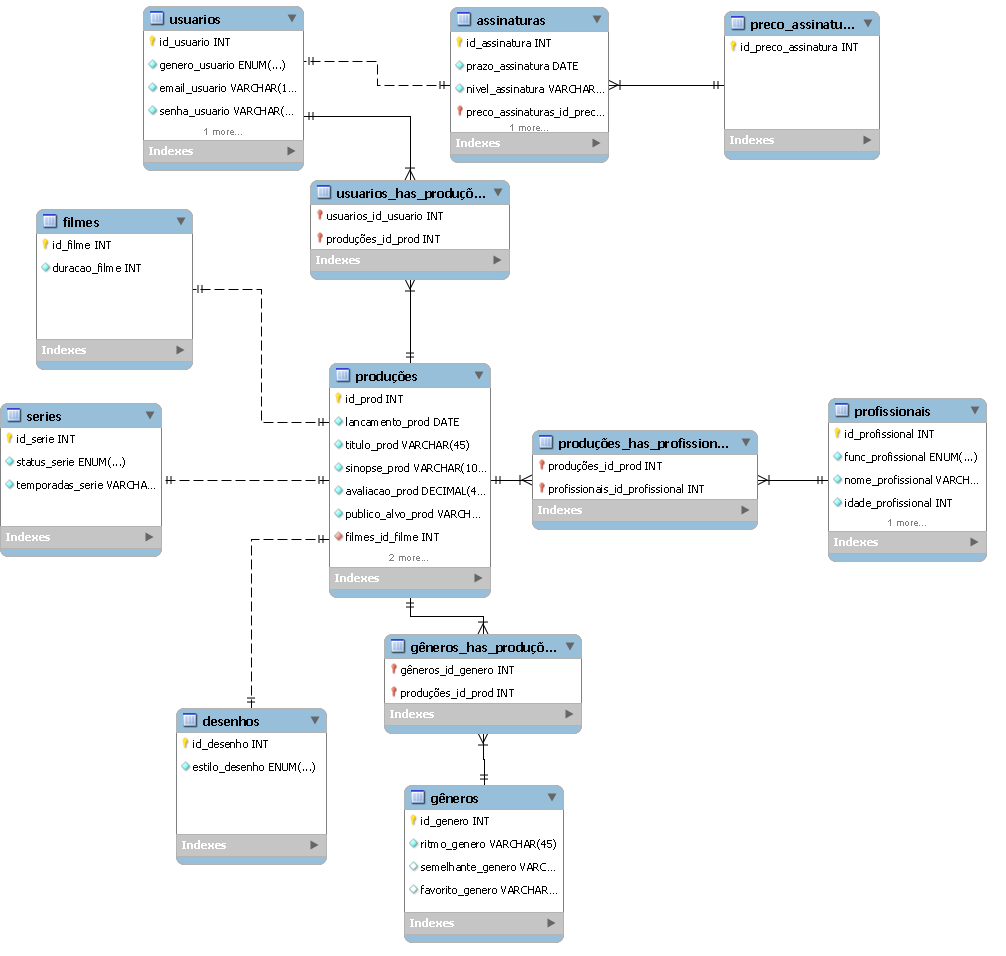 usuarios
id_usuario INT
genero_usuario ENUM(...)
email_usuario VARCHAR(1...
senha_usuario VARCHAR(...
1 more...
Indexes
assinaturas
id_assinatura INT
prazo_assinatura DATE
nivel_assinatura VARCHAR...
preco_assinaturas_id_prec...
1 more...
Indexes
preco_assinatu...
id_preco_assinatura INT
Indexes
usuarios_has_produçõ...
usuarios_id_usuario INT
produções_id_prod INT
Indexes
filmes
id_filme INT
duracao_filme INT
Indexes
produções
id_prod INT
lancamento_prod DATE
titulo_prod VARCHAR(45)
sinopse_prod VARCHAR(10...
avaliacao_prod DECIMAL(4...
publico_alvo_prod VARCH...
filmes_id_filme INT
2 more...
Indexes
series
id_serie INT
status_serie ENUM(...)
temporadas_serie VARCHA...
Indexes
produções_has_profission...
produções_id_prod INT
profissionais_id_profissional INT
Indexes
profissionais
id_profissional INT
func_profissional ENUM(...)
nome_profissional VARCH...
idade_profissional INT
1 more...
Indexes
gêneros_has_produçõ...
gêneros_id_genero INT
produções_id_prod INT
Indexes
desenhos
id_desenho INT
estilo_desenho ENUM(...)
Indexes
gêneros
id_genero INT
ritmo_genero VARCHAR(45)
semelhante_genero VARC...
favorito_genero VARCHAR...
Indexes